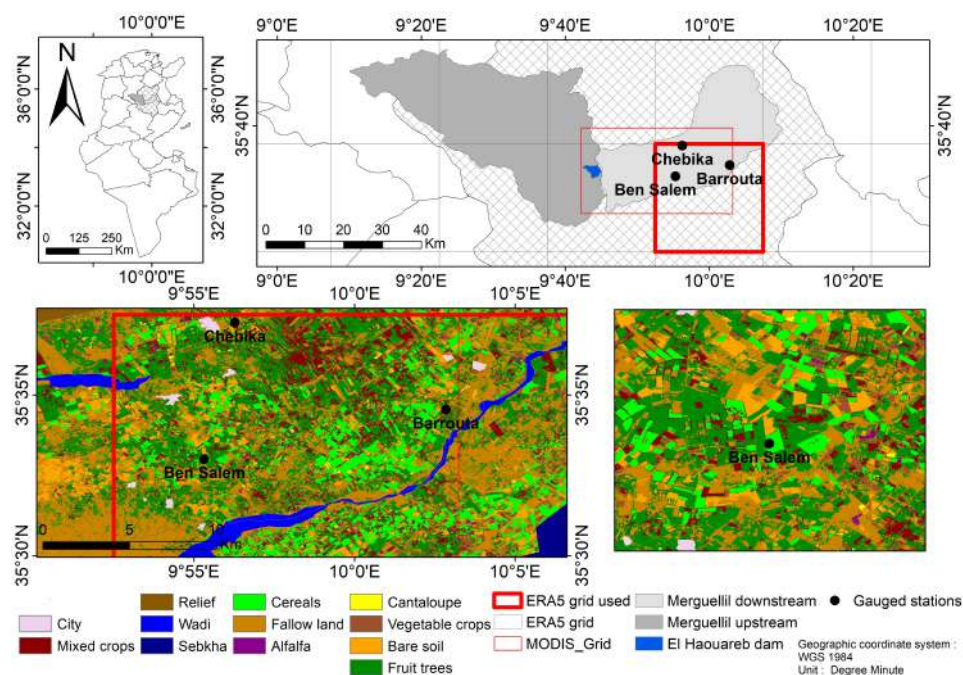 10°0'0"E
N
36°0'0"N
32°0'0"N
36°0'0"N
32°0'0"N
0 125 250
Km
10°0'0"E
9°0'E
9°20'E
9°40'E
10°0'E
10°20'E
35°40'N
35°40'N
Chebika
Ben Salem
Barrouta
0 10 20 30 40
Km
9°0'E
9°20'E
9°40'E
10°0'E
10°20'E
9°55'E
10°0'E
10°5'E
35°35'N
35°30'N
35°35'N
35°30'N
Chebika
Barrouta
Ben Salem
0 5 10
Km
9°55'E
10°0'E
10°5'E
Ben Salem
City
Mixed crops
Relief
Wadi
Sebkha
Cereals
Fallow land
Alfalfa
Cantaloupe
Vegetable crops
Bare soil
Fruit trees
ERA5 grid used
ERA5 grid
MODIS_Grid
Merguellil downstream
Merguellil upstream
El Haouareb dam
Gauged stations
Geographic coordinate system :
WGS 1984
Unit : Degree Minute